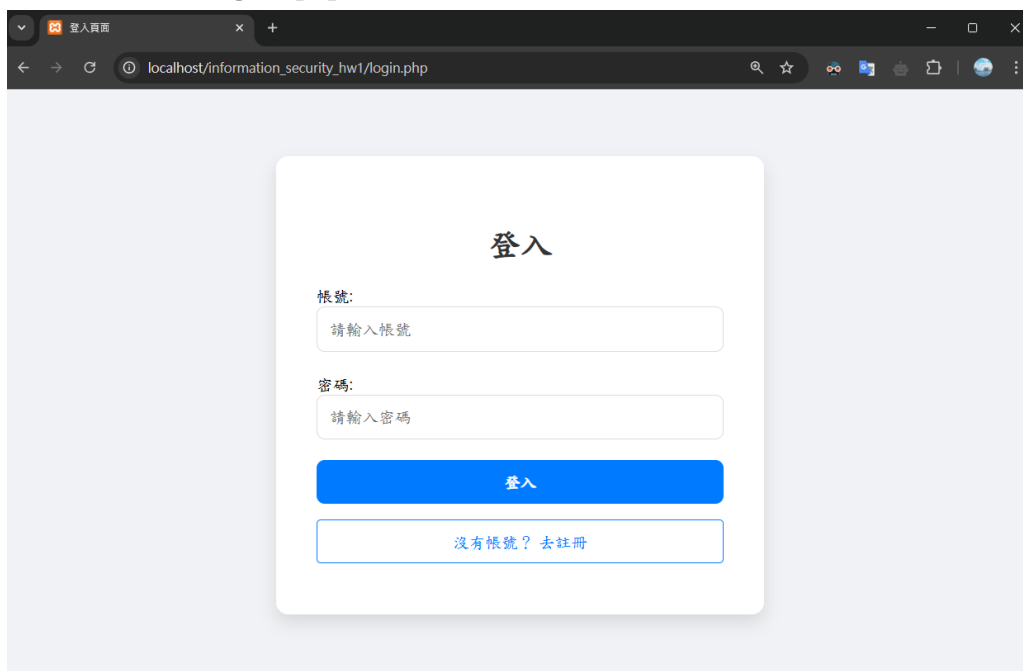 登入頁面
localhost/information_security_hw1/login.php
登入
帳號:
請輸入帳號
密碼:
請輸入密碼
登入
沒有帳號？去註冊